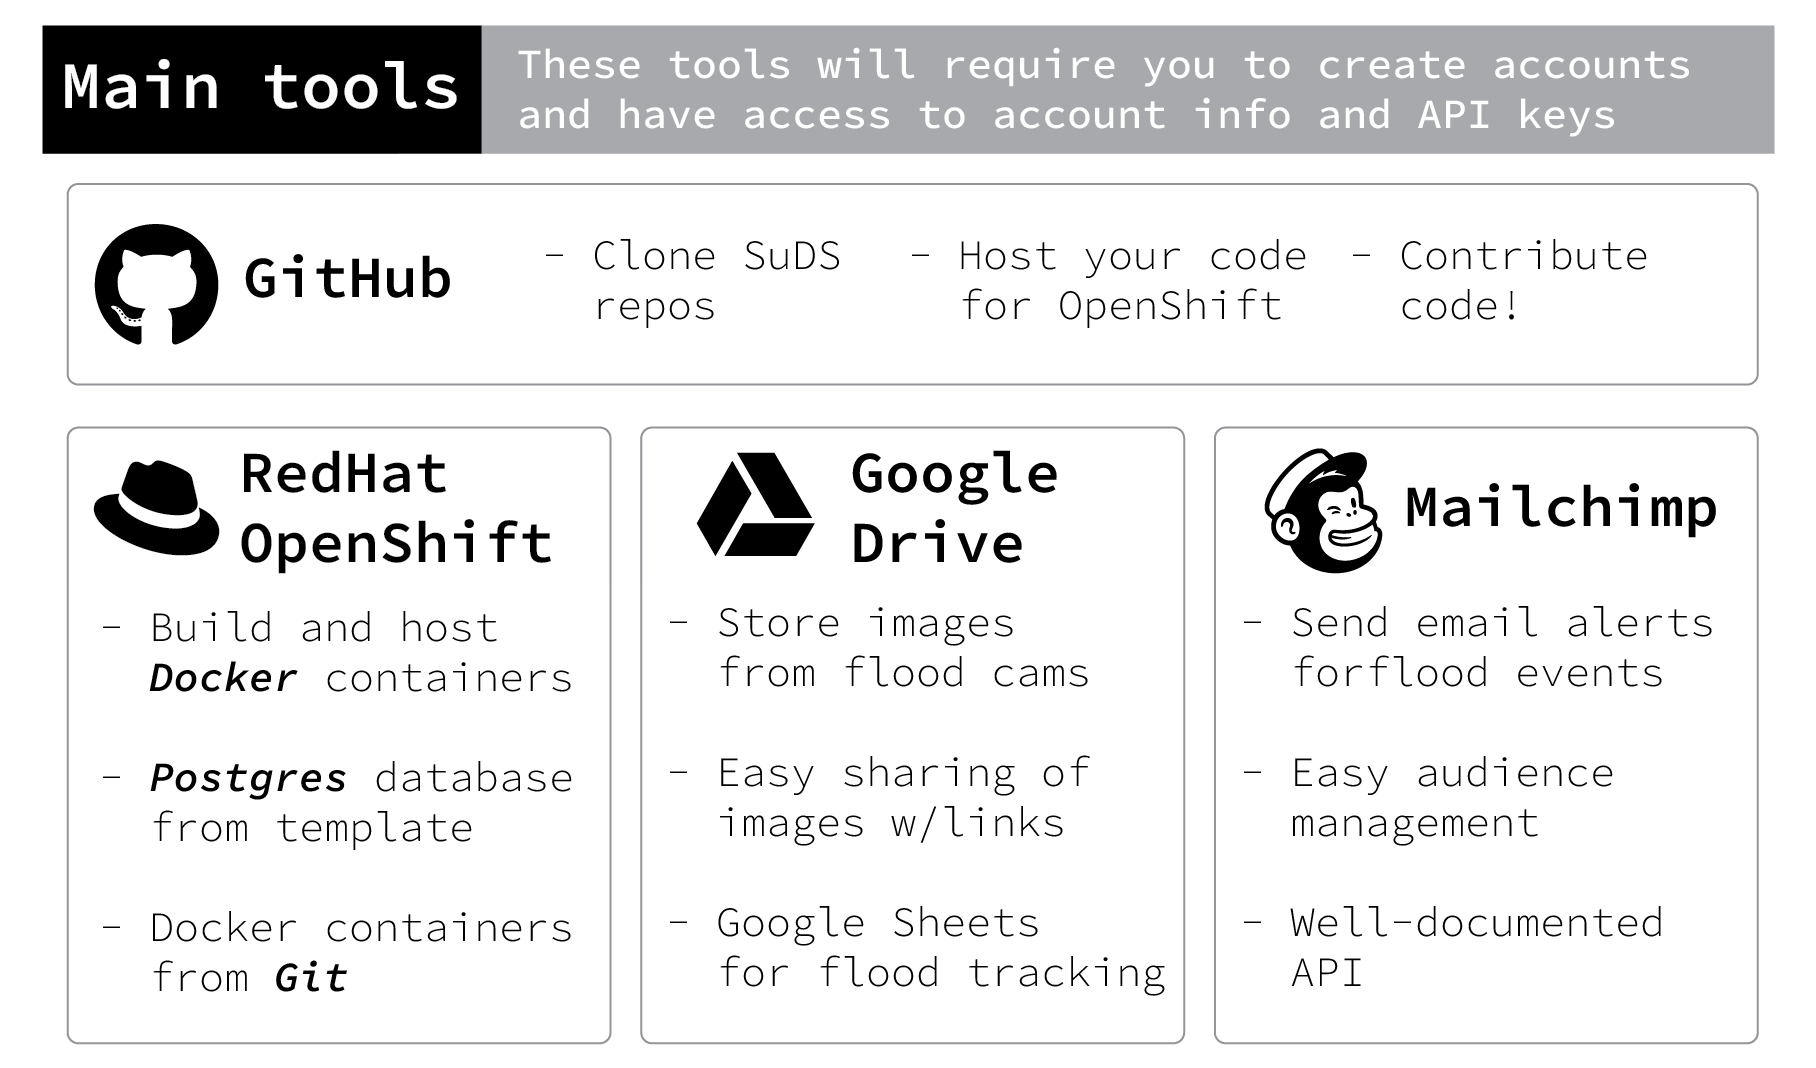 Main tools
These tools will require you to create accounts
and have access to account info and API keys
GitHub
- Clone SuDS
repos
- Host your code
for OpenShift
- Contribute
code!
RedHat
OpenShift
- Build and host
Docker containers
- Postgres database
from template
- Docker containers
from Git
Google
Drive
- Store images
from flood cams
- Easy sharing of
images w/links
- Google Sheets
for flood tracking
Mailchimp
- Send email alerts
forflood events
- Easy audience
management
- Well-documented
API